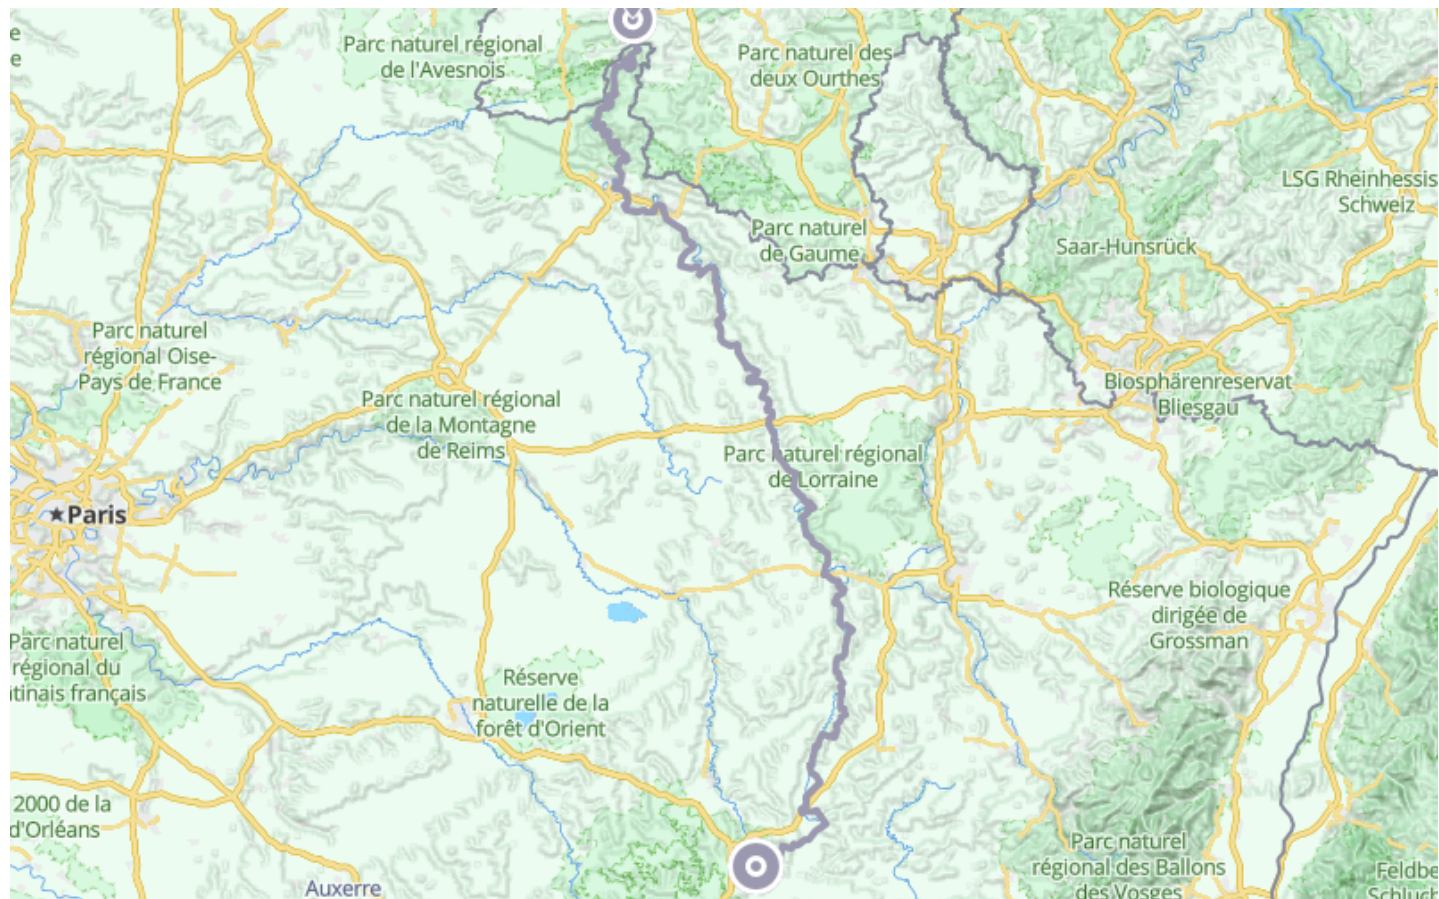 e
e
Parc naturel régional
de l'Avesnois
Parc naturel des
deux Ourthes
LSG Rheinhessis
Schweiz
Parc naturel
de Gaume
Saar-Hunsrück
Parc naturel
régional Oise-
Pays de France
Parc naturel régional
de la Montagne
de Reims
Biosphärenreservat
Bliesgau
Parc naturel régional
de Lorraine
★Paris
Réserve biologique
dirigée de
Grossman
Parc naturel
régional du
tinais français
Réserve
naturelle de la
forêt d'Orient
2000 de la
d'Orléans
Parc naturel
régional des Ballons
des Vosges
Feldbe
Schluch
Auxerre